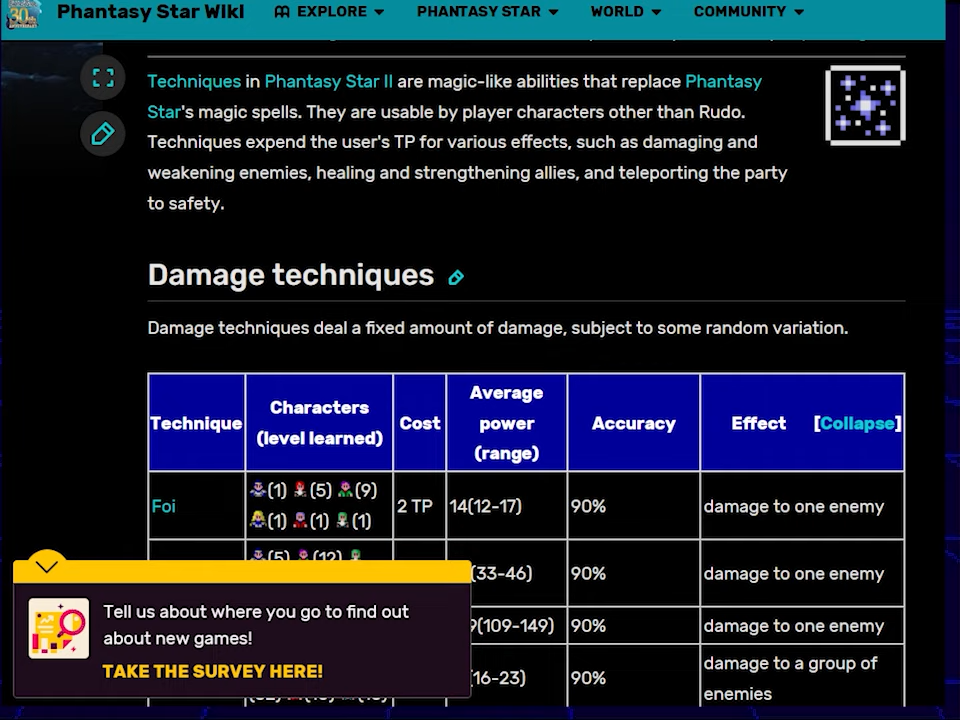 30th
Phantasy Star Wiki EXPLORE PHANTASY STAR WORLD COMMUNITY
Techniques in Phantasy Star II are magic-like abilities that replace Phantasy
Star's magic spells. They are usable by player characters other than Rudo.
Techniques expend the user's TP for various effects, such as damaging and
weakening enemies, healing and strengthening allies, and teleporting the party
to safety.
Damage techniques
Damage techniques deal a fixed amount of damage, subject to some random variation.
Technique Characters (level learned) Cost Average power (range) Accuracy Effect [Collapse]
Foi (1) (5) (9) (1) (1) (1) 2 TP 14(12-17) 90% damage to one enemy
(5) (12) (33-46) 90% damage to one enemy
9(109-149) 90% damage to one enemy
(16-23) 90% damage to a group of
enemies
Tell us about where you go to find out
about new games!
TAKE THE SURVEY HERE!